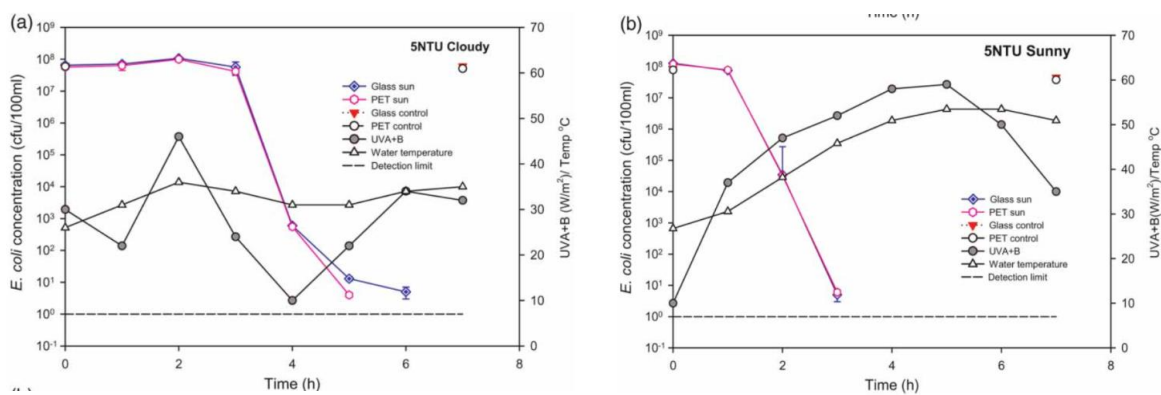 (a)
5NTU Cloudy
Glass sun
PET sun
Glass control
PET control
UVA+B
Water temperature
Detection limit
E. coli concentration (cfu/100ml)
10⁹
10⁸
10⁷
10⁶
10⁵
10⁴
10³
10²
10¹
10⁰
10⁻¹
70
60
50
40
30
20
10
0
UVA+B (W/m²)/ Temp °C
0 2 4 6 8
Time (h)
Time (h)
(b)
5NTU Sunny
Glass sun
PET sun
Glass control
PET control
UVA+B
Water temperature
Detection limit
E. coli concentration (cfu/100ml)
10⁹
10⁸
10⁷
10⁶
10⁵
10⁴
10³
10²
10¹
10⁰
10⁻¹
70
60
50
40
30
20
10
0
UVA+B (W/m²)/Temp °C
0 2 4 6 8
Time (h)